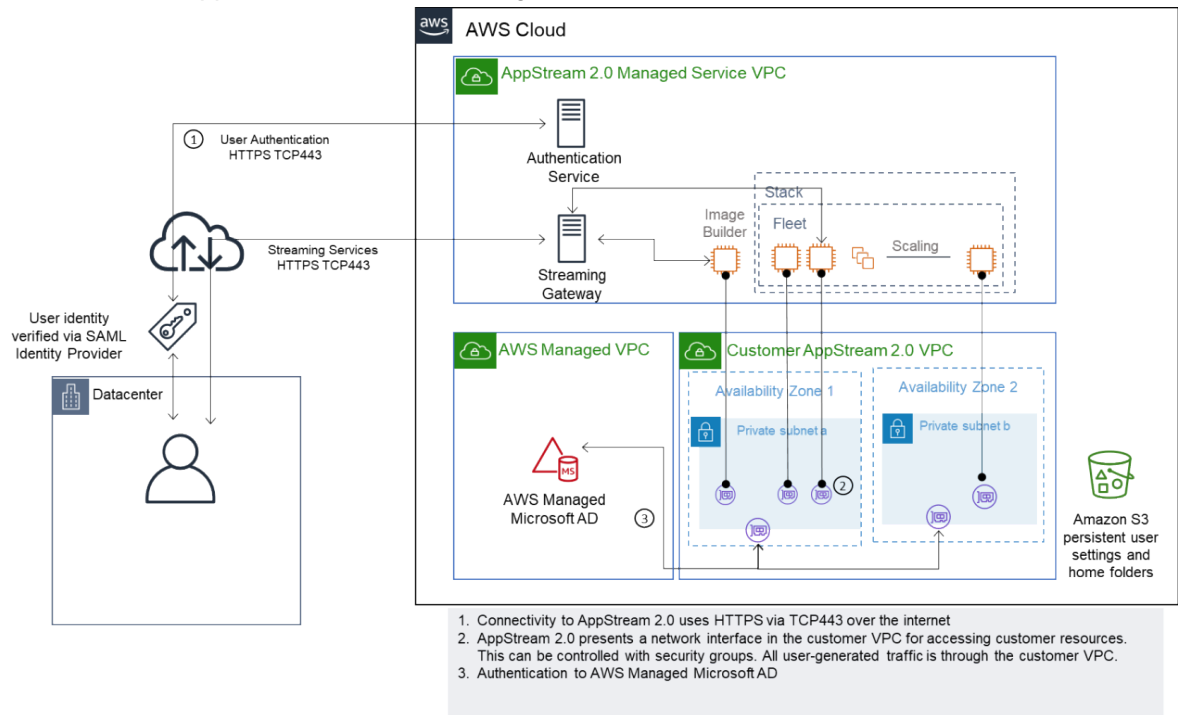 aws
AWS Cloud
AppStream 2.0 Managed Service VPC
1
User Authentication
HTTPS TCP443
Authentication
Service
Stack
Image
Builder
Fleet
Scaling
Streaming Services
HTTPS TCP443
Streaming
Gateway
User identity
verified via SAML
Identity Provider
AWS Managed VPC
Customer AppStream 2.0 VPC
Datacenter
Availability Zone 1
Availability Zone 2
Private subnet a
Private subnet b
MS
2
AWS Managed
Microsoft AD
3
Amazon S3
persistent user
settings and
home folders
1. Connectivity to AppStream 2.0 uses HTTPS via TCP443 over the internet
2. AppStream 2.0 presents a network interface in the customer VPC for accessing customer resources.
This can be controlled with security groups. All user-generated traffic is through the customer VPC.
3. Authentication to AWS Managed Microsoft AD